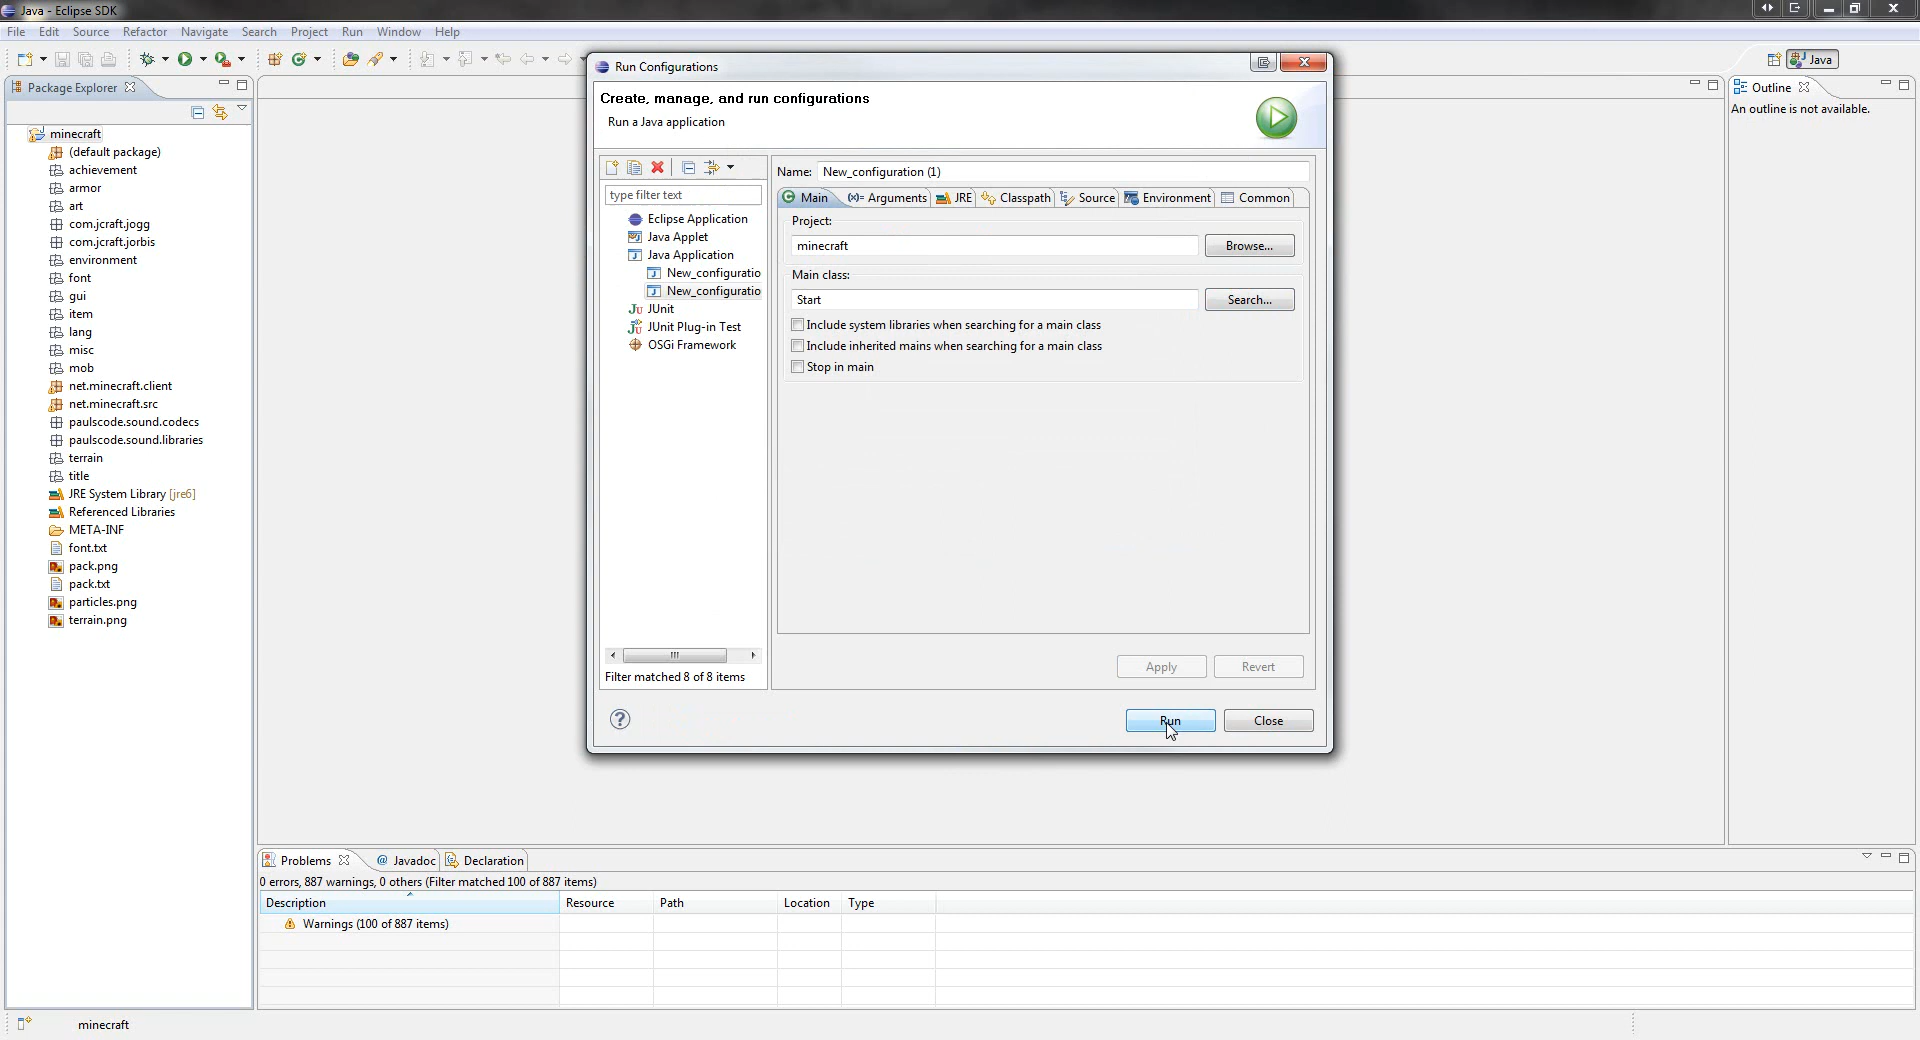 Java - Eclipse SDK
File Edit Source Refactor Navigate Search Project Run Window Help
Java
Package Explorer
minecraft
(default package)
achievement
armor
art
com.jcraft.jogg
com.jcraft.jorbis
environment
font
gui
item
lang
misc
mob
net.minecraft.client
net.minecraft.src
paulscode.sound.codecs
paulscode.sound.libraries
terrain
title
JRE System Library [jre6]
Referenced Libraries
META-INF
font.txt
pack.png
pack.txt
particles.png
terrain.png
Run Configurations
Create, manage, and run configurations
Run a Java application
type filter text
Eclipse Application
Java Applet
Java Application
New_configuratio
New_configuratio
JUnit
JUnit Plug-in Test
OSGi Framework
Filter matched 8 of 8 items
Name: New_configuration (1)
Main Arguments JRE Classpath Source Environment Common
Project:
minecraft Browse...
Main class:
Start Search...
Include system libraries when searching for a main class
Include inherited mains when searching for a main class
Stop in main
Apply Revert
Run Close
Outline
An outline is not available.
Problems @ Javadoc Declaration
0 errors, 887 warnings, 0 others (Filter matched 100 of 887 items)
Description Resource Path Location Type
Warnings (100 of 887 items)
minecraft